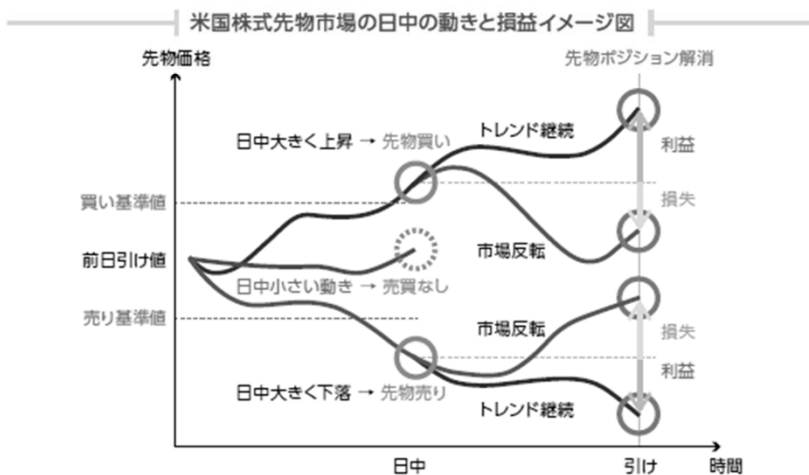 米国株式先物市場の日中の動きと損益イメージ図
先物価格
先物ポジション解消
日中大きく上昇 → 先物買い
トレンド継続
利益
買い基準値
損失
前日引け値
市場反転
日中小さい動き → 売買なし
売り基準値
市場反転
損失
利益
日中大きく下落 → 先物売り
トレンド継続
日中
引け
時間